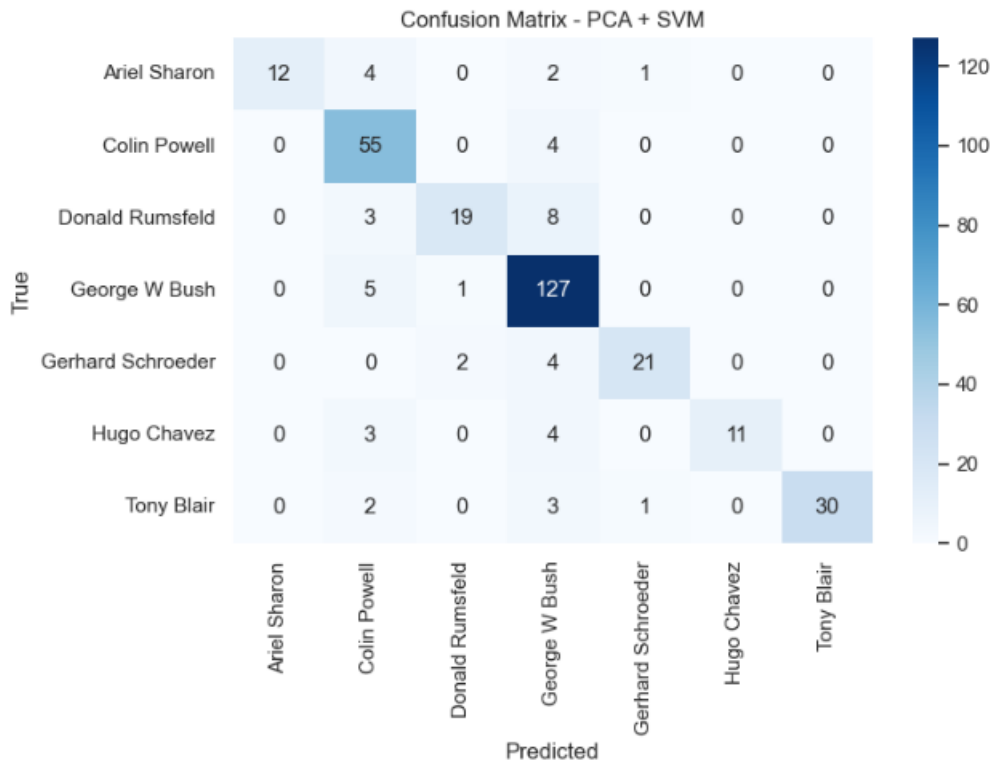 Confusion Matrix - PCA + SVM
Ariel Sharon 12 4 0 2 1 0 0
Colin Powell 0 55 0 4 0 0 0
Donald Rumsfeld 0 3 19 8 0 0 0
George W Bush 0 5 1 127 0 0 0
Gerhard Schroeder 0 0 2 4 21 0 0
Hugo Chavez 0 3 0 4 0 11 0
Tony Blair 0 2 0 3 1 0 30
True
Ariel Sharon
Colin Powell
Donald Rumsfeld
George W Bush
Gerhard Schroeder
Hugo Chavez
Tony Blair
Predicted
120
100
80
60
40
20
0